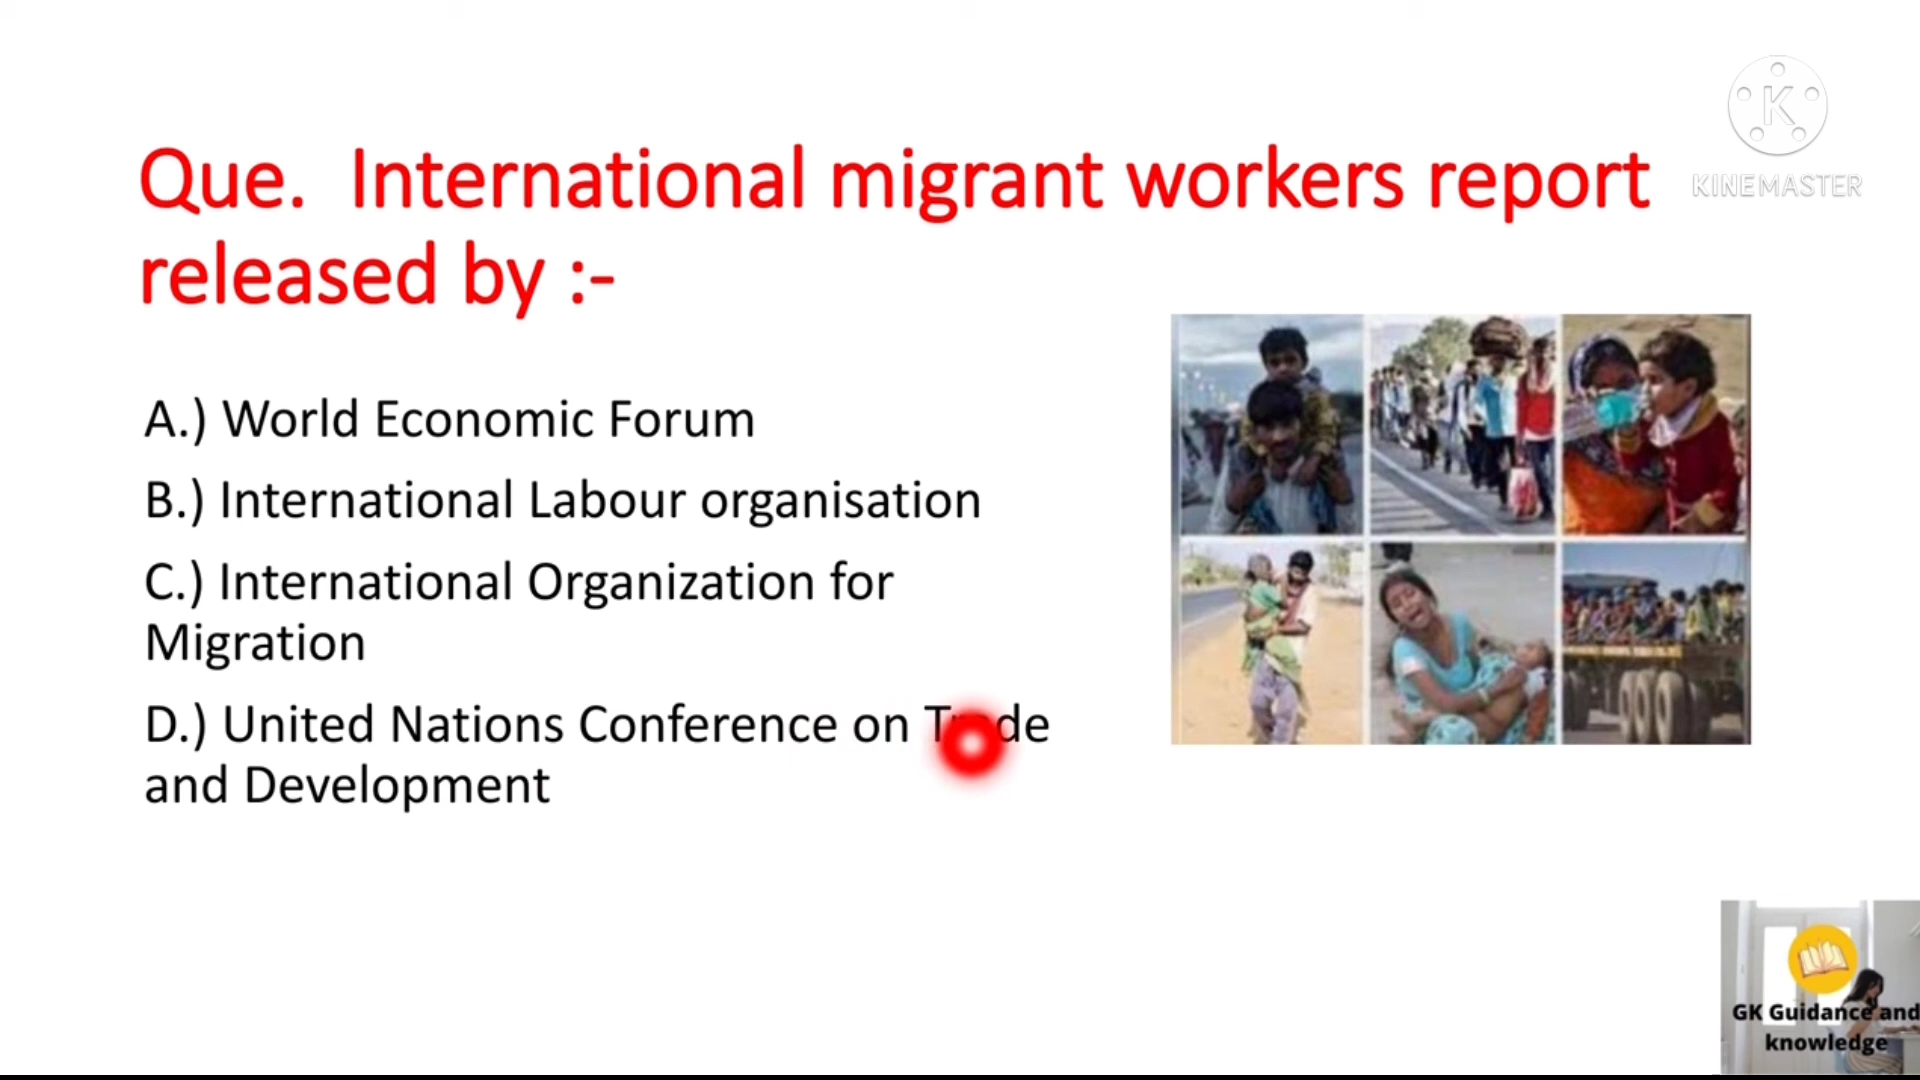 Que. International migrant workers report
released by :-
KINEMASTER
A.) World Economic Forum
B.) International Labour organisation
C.) International Organization for
Migration
D.) United Nations Conference on Trade
and Development
GK Guidance and
knowledge